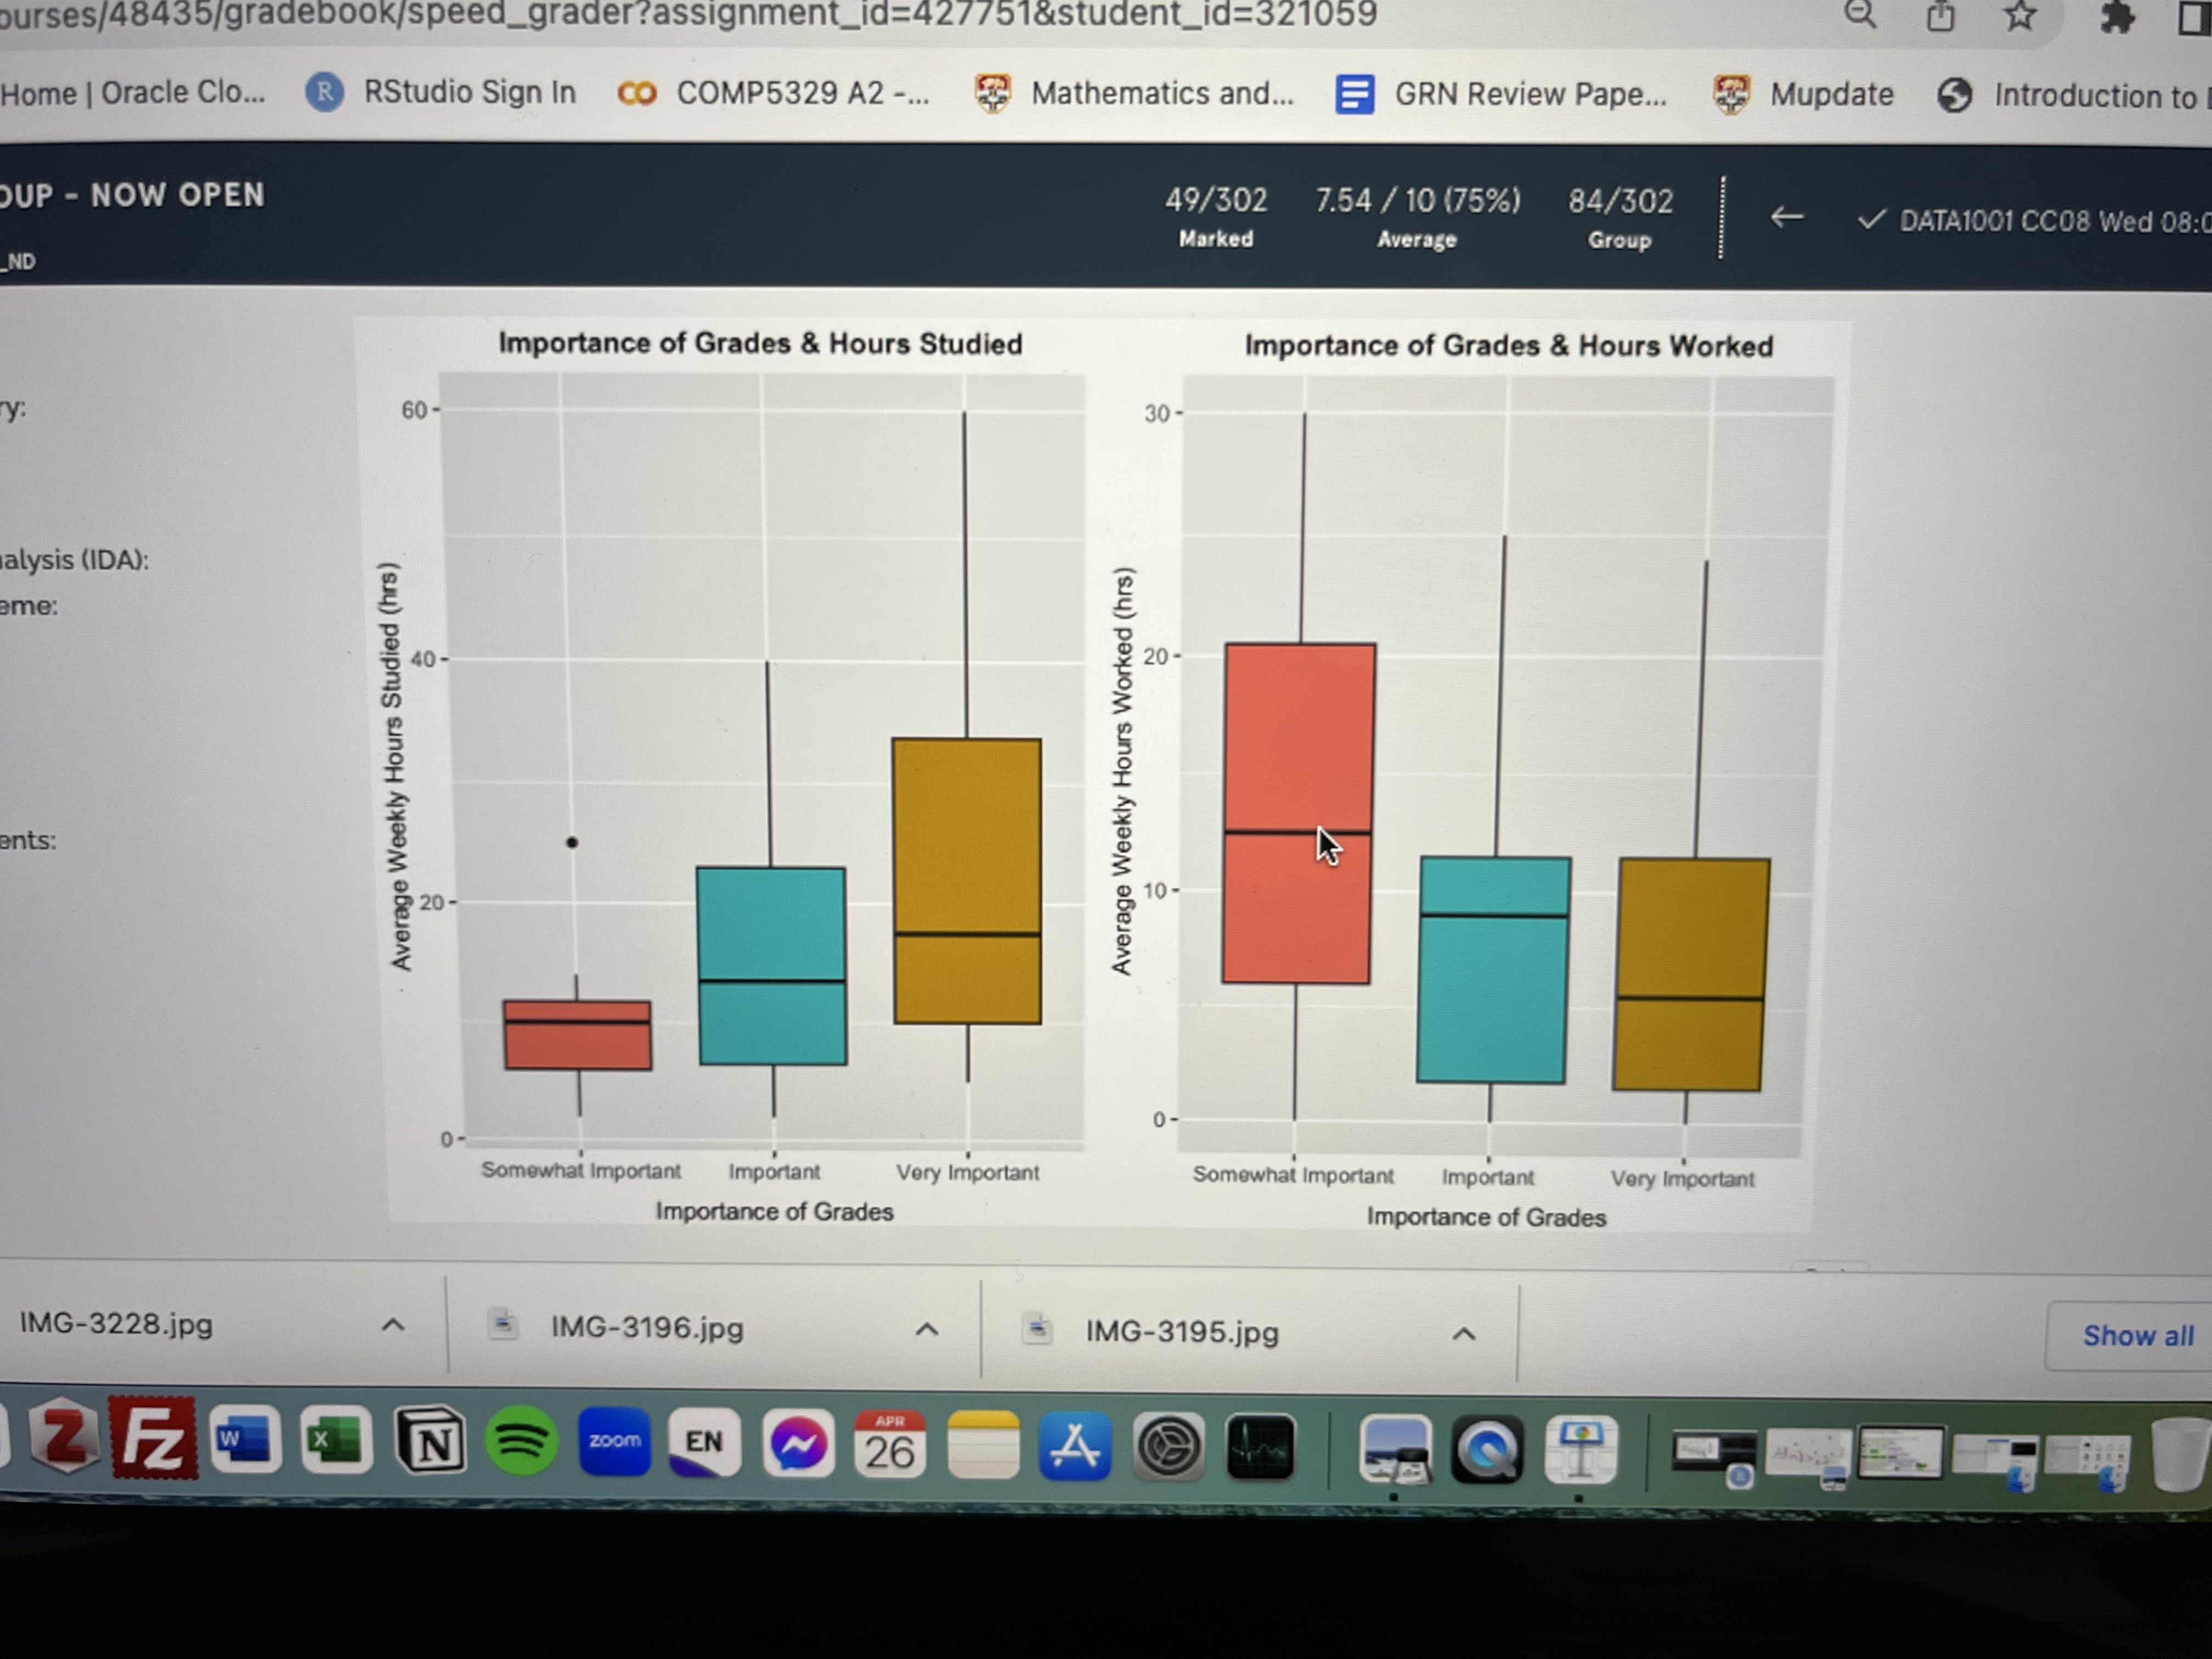 ourses/48435/gradebook/speed_grader?assignment_id=427751&student_id=321059
Home | Oracle Clo... R RStudio Sign In COMP5329 A2 -... Mathematics and... GRN Review Pape... Mupdate Introduction to
OUP - NOW OPEN
_ND
49/302 7.54 / 10 (75%) 84/302
Marked Average Group
← ✓ DATA1001 CC08 Wed 08:0
ry:
nalysis (IDA):
eme:
ents:
Importance of Grades & Hours Studied
Average Weekly Hours Studied (hrs)
60
40
20
0
Somewhat Important Important Very Important
Importance of Grades
Importance of Grades & Hours Worked
Average Weekly Hours Worked (hrs)
30
20
10
0
Somewhat Important Important Very Important
Importance of Grades
IMG-3228.jpg IMG-3196.jpg IMG-3195.jpg Show all
Z Fz W X N zoom EN APR
26